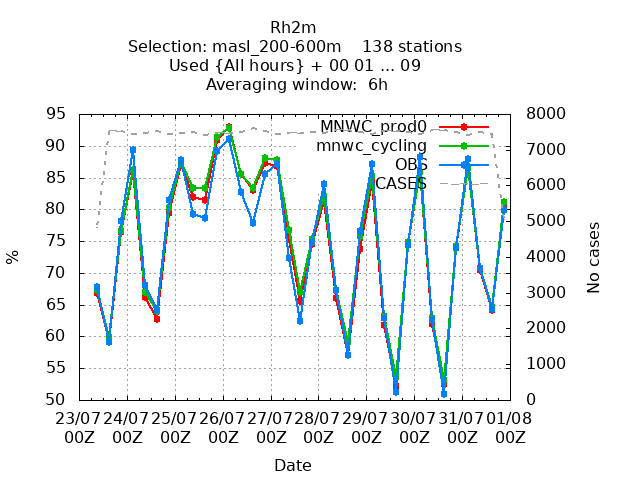 Rh2m
Selection: masl_200-600m    138 stations
Used {All hours} + 00 01 ... 09
Averaging window:  6h
MNWC_prod0
mnwc_cycling
OBS
CASES
%
95
90
85
80
75
70
65
60
55
50
8000
7000
6000
5000
4000
3000
2000
1000
0
No cases
23/07 24/07 25/07 26/07 27/07 28/07 29/07 30/07 31/07 01/08
00Z 00Z 00Z 00Z 00Z 00Z 00Z 00Z 00Z 00Z
Date